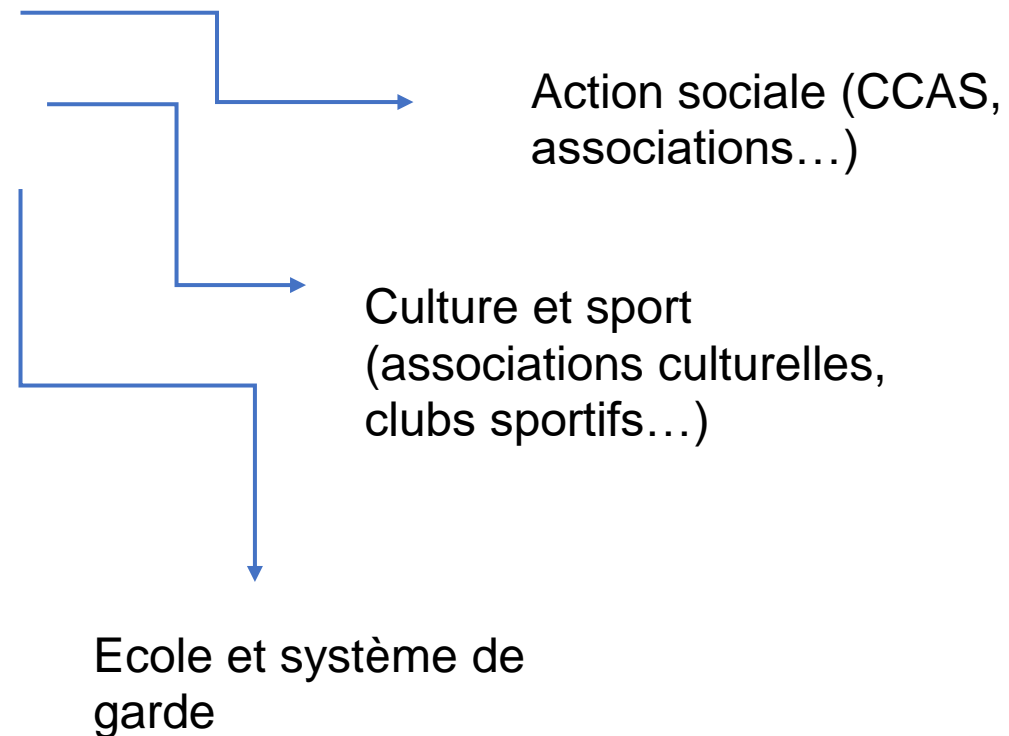 Action sociale (CCAS,
associations…)
Culture et sport
(associations culturelles,
clubs sportifs…)
Ecole et système de
garde